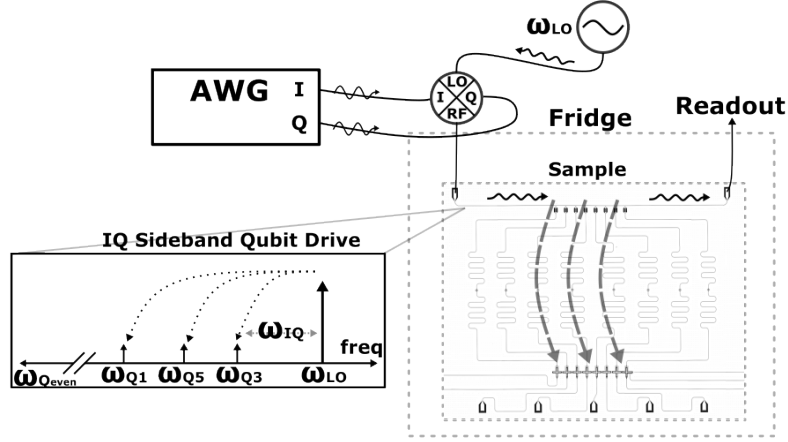 ωLO
AWG
I
Q
LO
I Q
RF
Fridge
Readout
Sample
IQ Sideband Qubit Drive
ωIQ
freq
ωQeven
ωQ1
ωQ5
ωQ3
ωLO